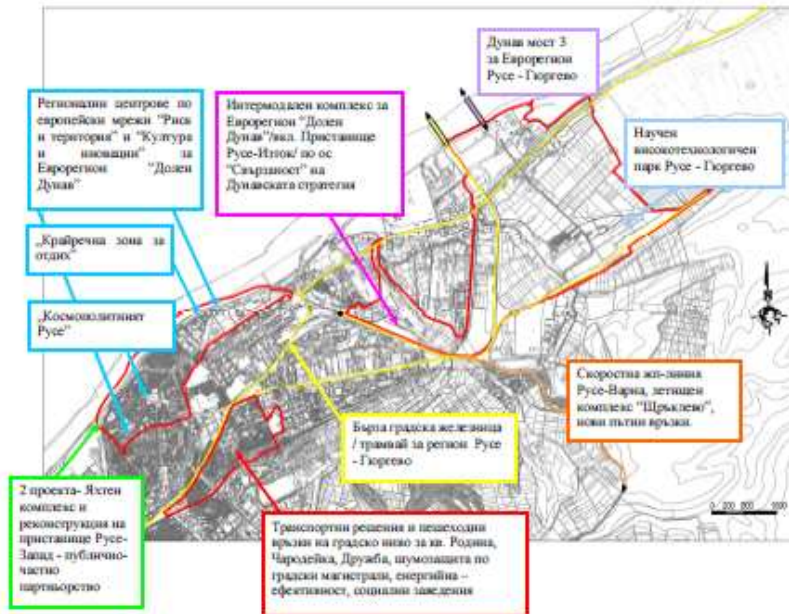 Дунав мост 3
за Еврорегион
Русе - Гюргево
Регионални центрове по
европейски мрежи "Риск
и територия" и "Култура
и иновации" за
Еврорегион "Долен
Дунав"
Интермодален комплекс за
Еврорегион "Долен
Дунав"/вкл. Пристанище
Русе-Изток/ по ос
"Свързаност" на
Дунавската стратегия
Научен
високотехнологичен
парк Русе - Гюргево
„Крайречна зона за
отдих"
„Космополитният
Русе"
N
Скоростна жп-линия
Русе-Варна, летищен
комплекс "Щръклево",
нови пътни връзки.
Бърза градска железница
/ трамвай за регион Русе
- Гюргево
2 проекта- Яхтен
комплекс и
реконструкция на
пристанище Русе-
Запад - публично-
частно
партньорство
Транспортни решения и пешеходни
връзки на градско ниво за кв. Родина,
Чародейка, Дружба, шумозащита по
градски магистрали, енергийна –
ефективност, социални заведения